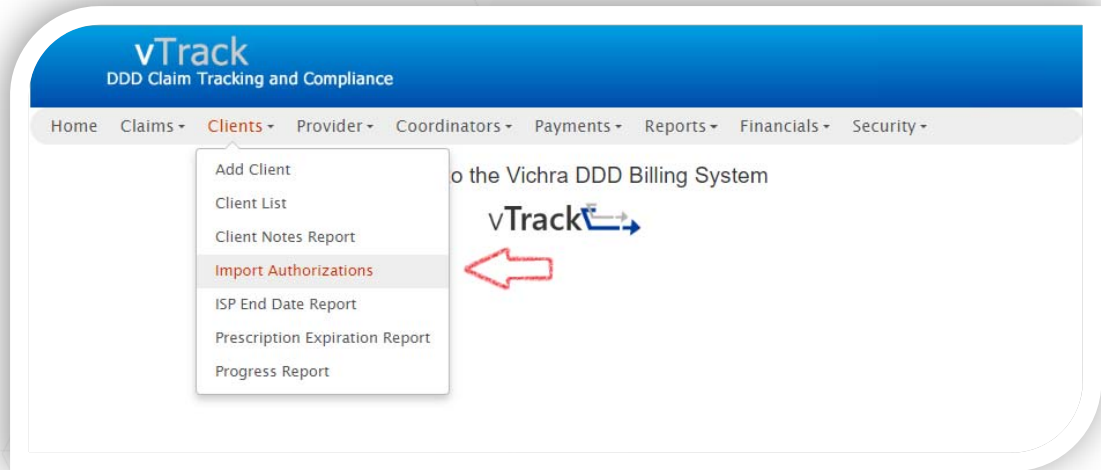 vTrack
DDD Claim Tracking and Compliance
Home Claims Clients Provider Coordinators Payments Reports Financials Security
Add Client
o the Vichra DDD Billing System
Client List
vTrack
Client Notes Report
Import Authorizations
ISP End Date Report
Prescription Expiration Report
Progress Report